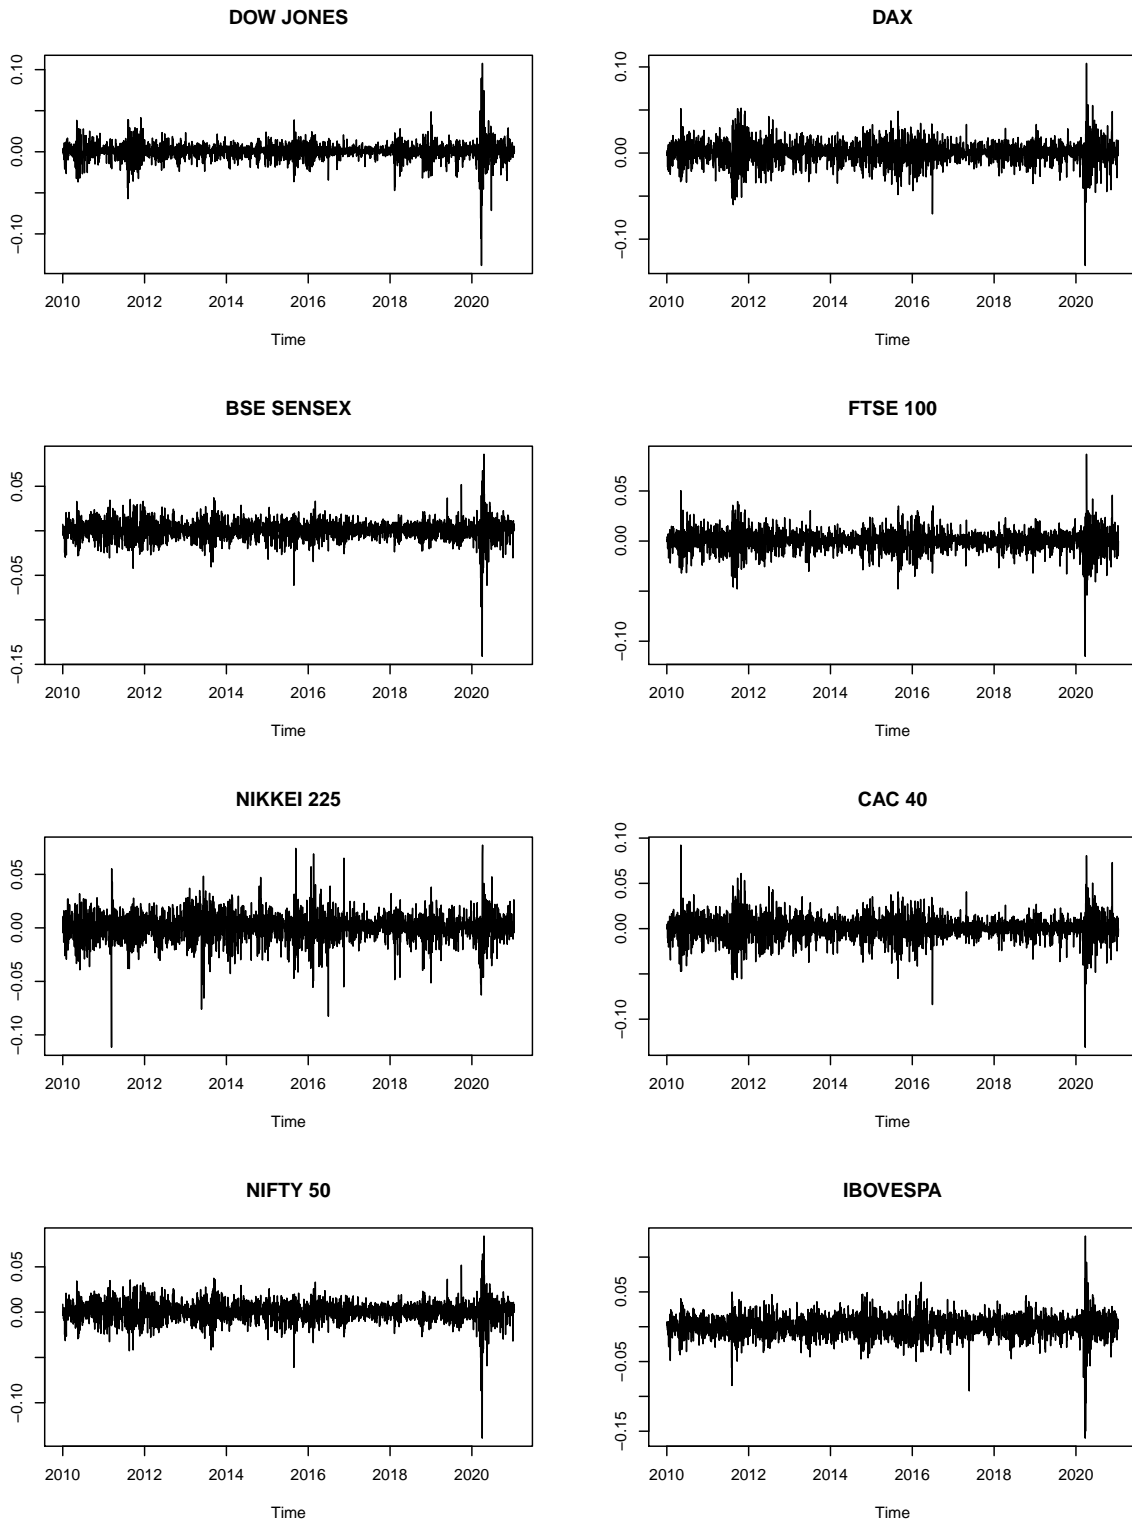 DOW JONES
0.10
0.00
−0.10
2010 2012 2014 2016 2018 2020
Time
DAX
0.10
0.00
−0.10
2010 2012 2014 2016 2018 2020
Time
BSE SENSEX
0.05
−0.05
−0.15
2010 2012 2014 2016 2018 2020
Time
FTSE 100
0.05
0.00
−0.10
2010 2012 2014 2016 2018 2020
Time
NIKKEI 225
0.05
0.00
−0.05
−0.10
2010 2012 2014 2016 2018 2020
Time
CAC 40
0.10
0.05
0.00
−0.10
2010 2012 2014 2016 2018 2020
Time
NIFTY 50
0.05
0.00
−0.10
2010 2012 2014 2016 2018 2020
Time
IBOVESPA
0.05
−0.05
−0.15
2010 2012 2014 2016 2018 2020
Time